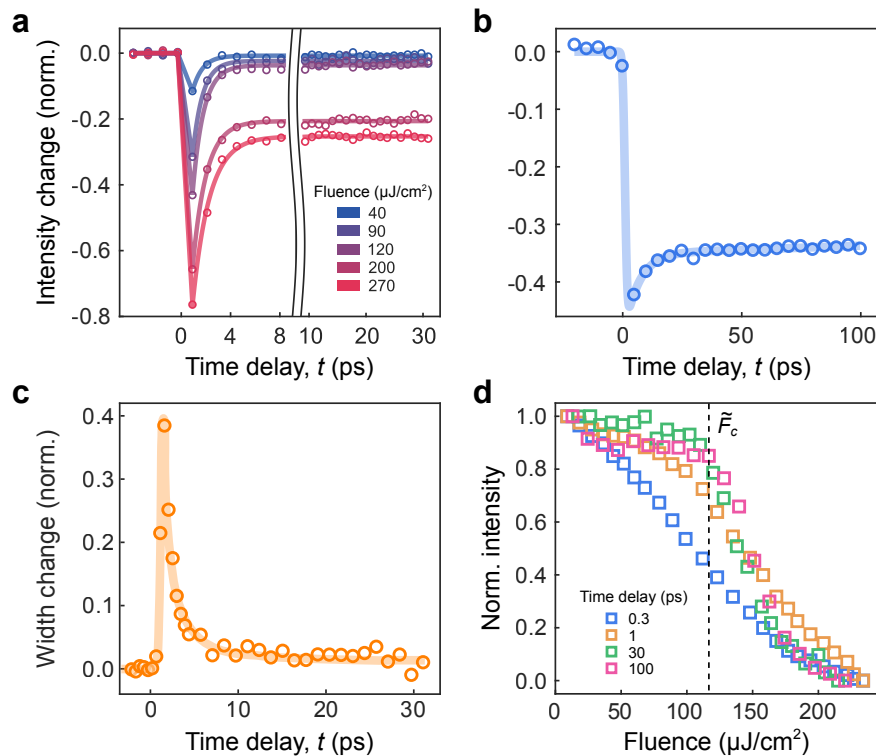 a
0.0
-0.2
-0.4
-0.6
-0.8
Intensity change (norm.)
Fluence (µJ/cm²)
40
90
120
200
270
0 4 8 10 20 30
Time delay, t (ps)
b
0.0
-0.1
-0.2
-0.3
-0.4
0 50 100
Time delay, t (ps)
c
0.4
0.3
0.2
0.1
0.0
Width change (norm.)
0 10 20 30
Time delay, t (ps)
d
1.0
0.8
0.6
0.4
0.2
0.0
Norm. intensity
F̃c
Time delay (ps)
0.3
1
30
100
0 50 100 150 200
Fluence (µJ/cm²)